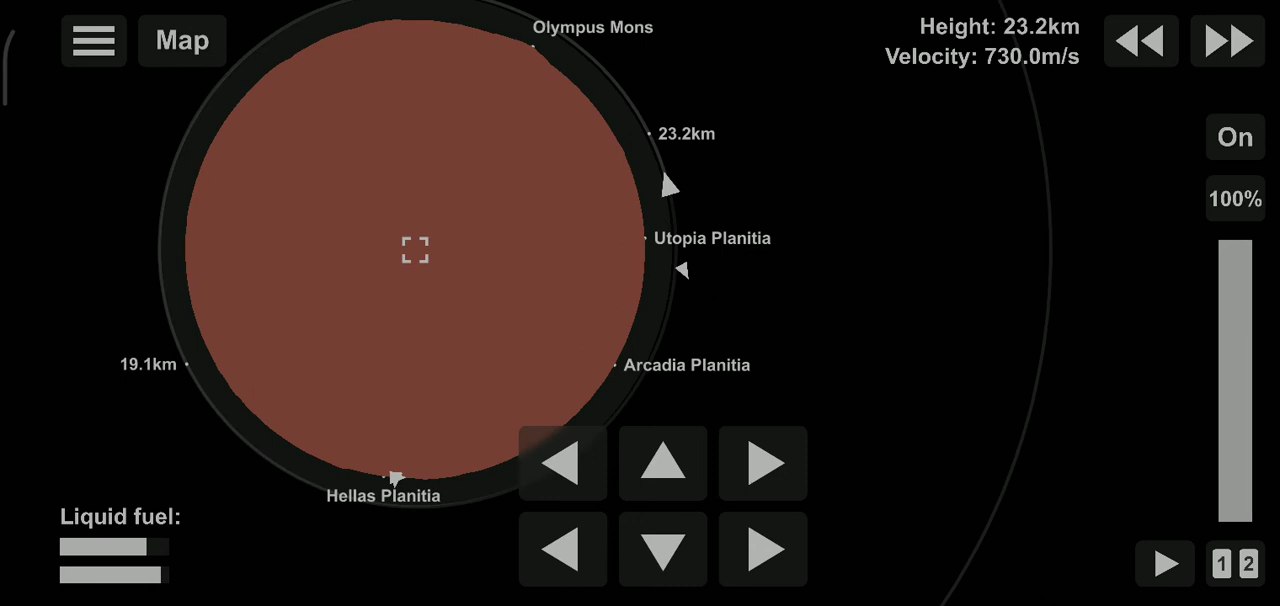 Olympus Mons
Map
Height: 23.2km
Velocity: 730.0m/s
23.2km
On
100%
Utopia Planitia
19.1km
Arcadia Planitia
Hellas Planitia
Liquid fuel:
1 2